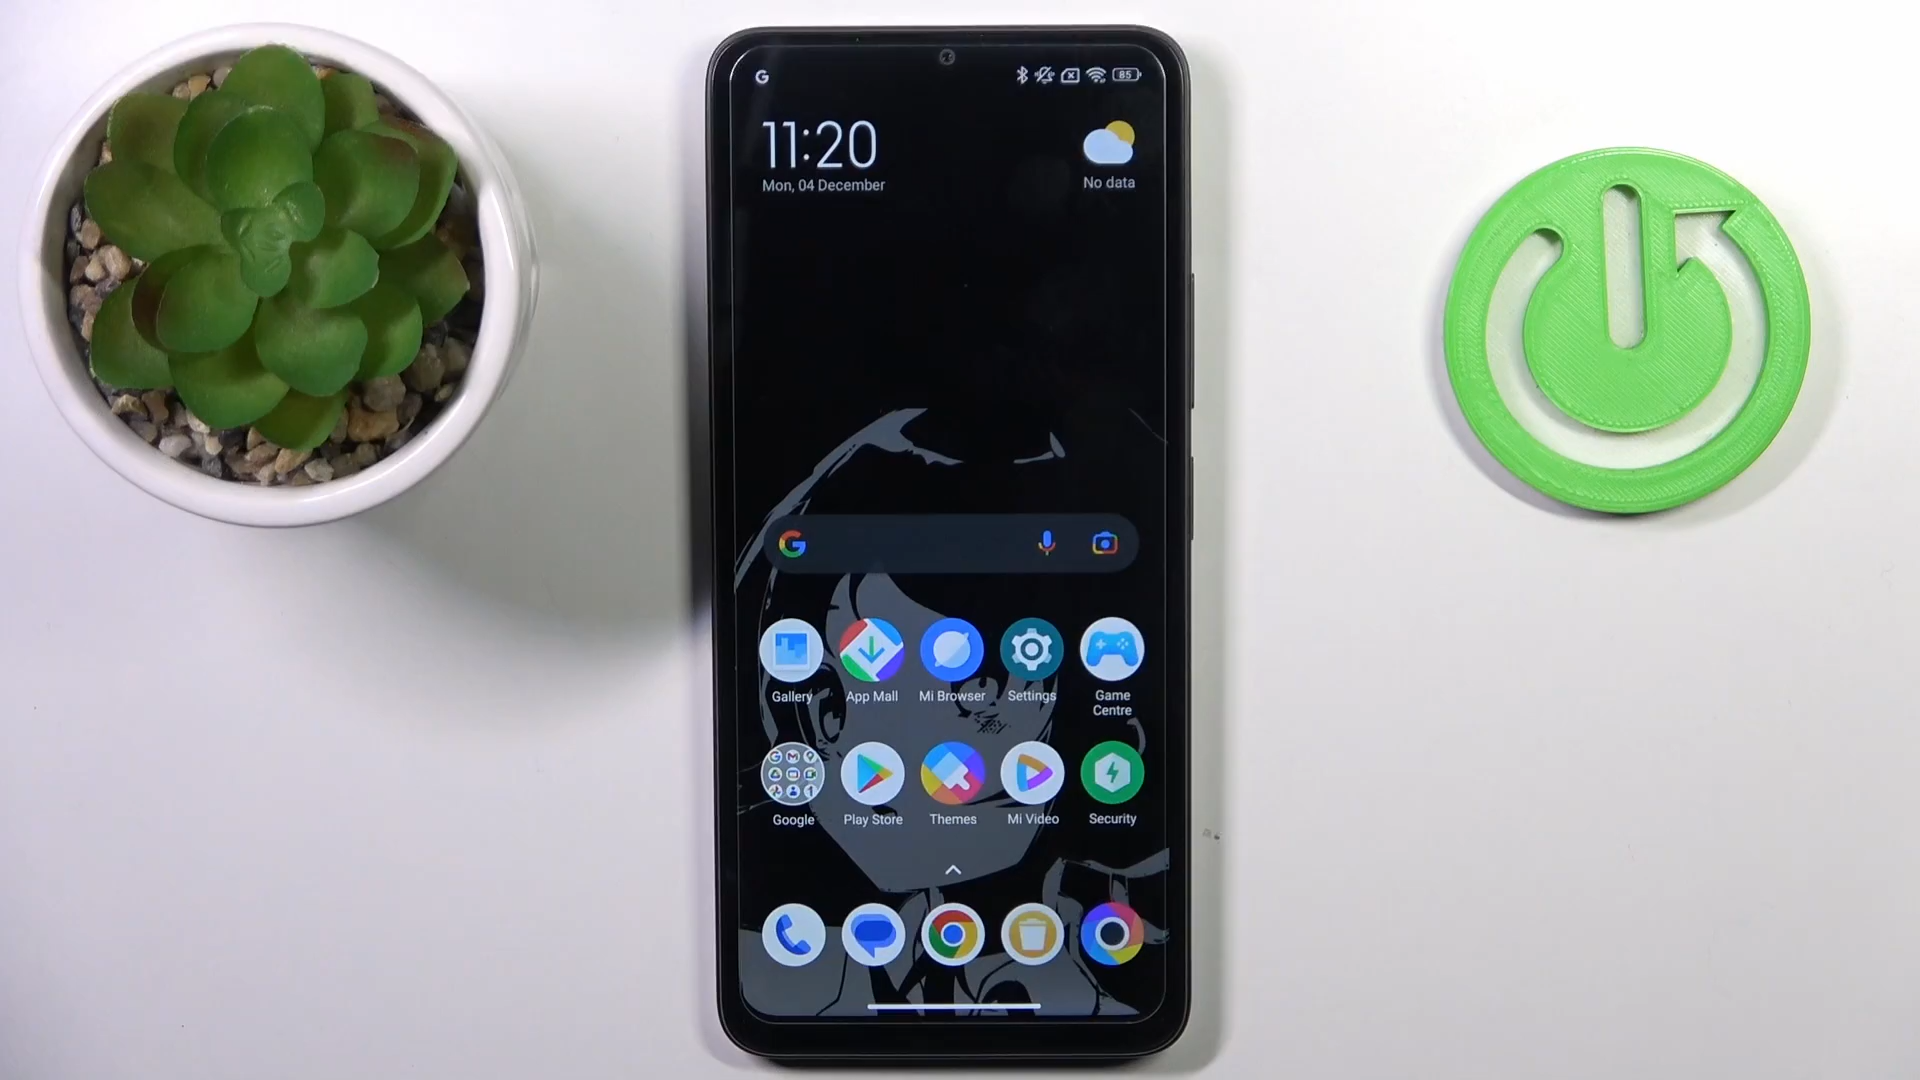 85
11:20
Mon, 04 December
No data
Gallery
App Mall
Mi Browser
Settings
Game
Centre
Google
Play Store
Themes
Mi Video
Security